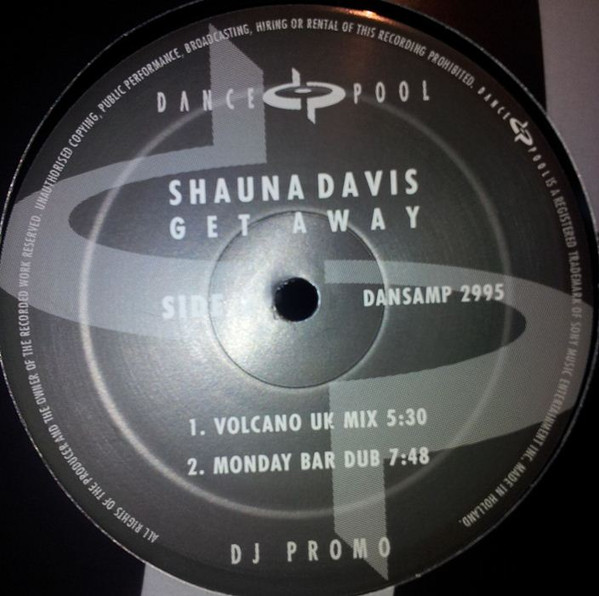 ALL RIGHTS OF THE PRODUCER AND THE OWNER OF THE RECORDED WORK RESERVED. UNAUTHORISED COPYING, PUBLIC PERFORMANCE, BROADCASTING, HIRING OR RENTAL OF THIS RECORDING PROHIBITED. DANCE POOL IS A REGISTERED TRADEMARK OF SONY MUSIC ENTERTAINMENT INC. MADE IN HOLLAND.
DANCE dp POOL
SHAUNA DAVIS
GET AWAY
SIDE
DANSAMP 2995
1. VOLCANO UK MIX 5:30
2. MONDAY BAR DUB 7:48
DJ PROMO